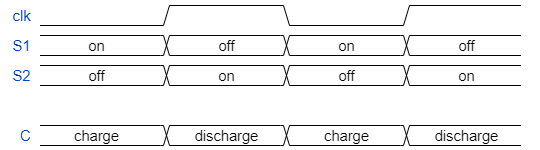 clk
S1 on off on off
S2 off on off on
C charge discharge charge discharge